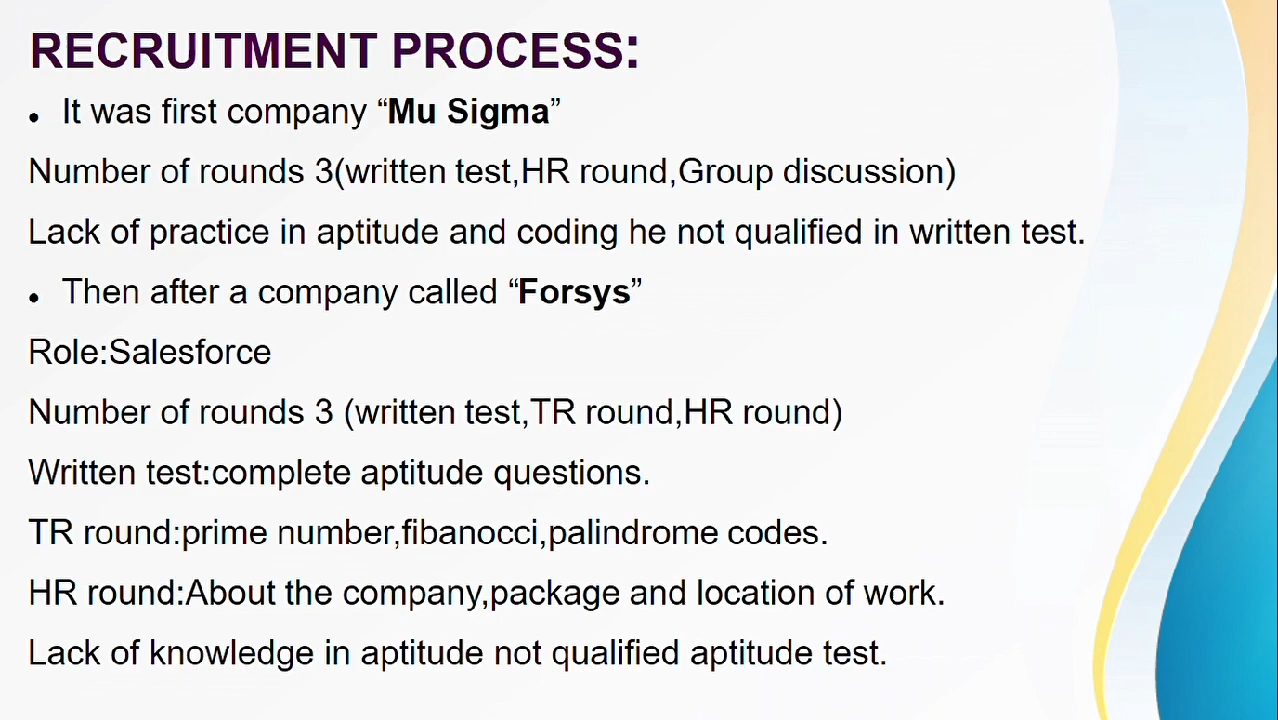 RECRUITMENT PROCESS:
• It was first company “Mu Sigma”
Number of rounds 3(written test,HR round,Group discussion)
Lack of practice in aptitude and coding he not qualified in written test.
• Then after a company called “Forsys”
Role:Salesforce
Number of rounds 3 (written test,TR round,HR round)
Written test:complete aptitude questions.
TR round:prime number,fibanocci,palindrome codes.
HR round:About the company,package and location of work.
Lack of knowledge in aptitude not qualified aptitude test.